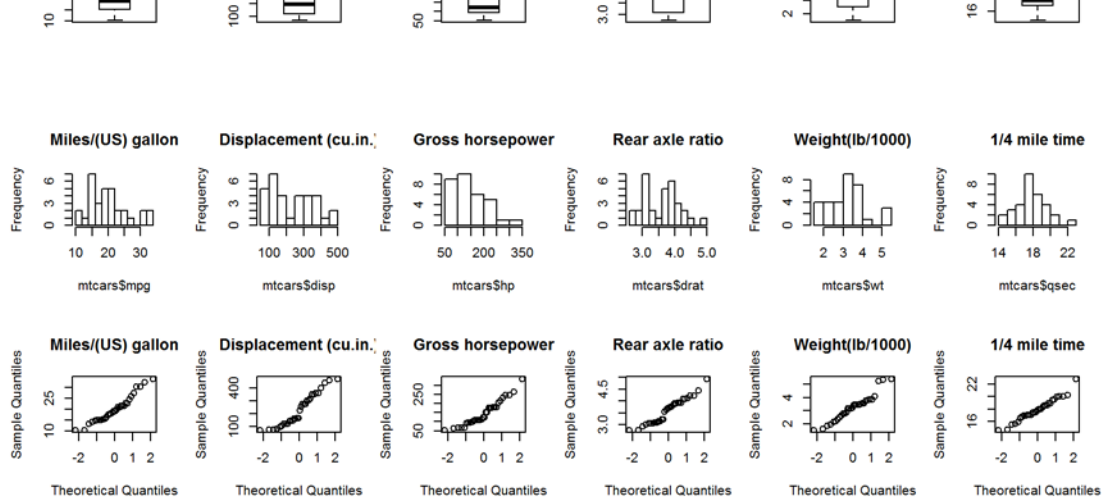 10
100
50
3.0
2
16
Miles/(US) gallon Displacement (cu.in.) Gross horsepower Rear axle ratio Weight(lb/1000) 1/4 mile time
Frequency 0 3 6 Frequency 0 3 6 Frequency 0 4 8 Frequency 0 3 6 Frequency 0 4 8 Frequency 0 4 8
10 20 30 100 300 500 50 200 350 3.0 4.0 5.0 2 3 4 5 14 18 22
mtcars$mpg mtcars$disp mtcars$hp mtcars$drat mtcars$wt mtcars$qsec
Miles/(US) gallon Displacement (cu.in.) Gross horsepower Rear axle ratio Weight(lb/1000) 1/4 mile time
Sample Quantiles 10 25 Sample Quantiles 100 400 Sample Quantiles 50 250 Sample Quantiles 3.0 4.5 Sample Quantiles 2 4 Sample Quantiles 16 22
-2 0 1 2 -2 0 1 2 -2 0 1 2 -2 0 1 2 -2 0 1 2 -2 0 1 2
Theoretical Quantiles Theoretical Quantiles Theoretical Quantiles Theoretical Quantiles Theoretical Quantiles Theoretical Quantiles